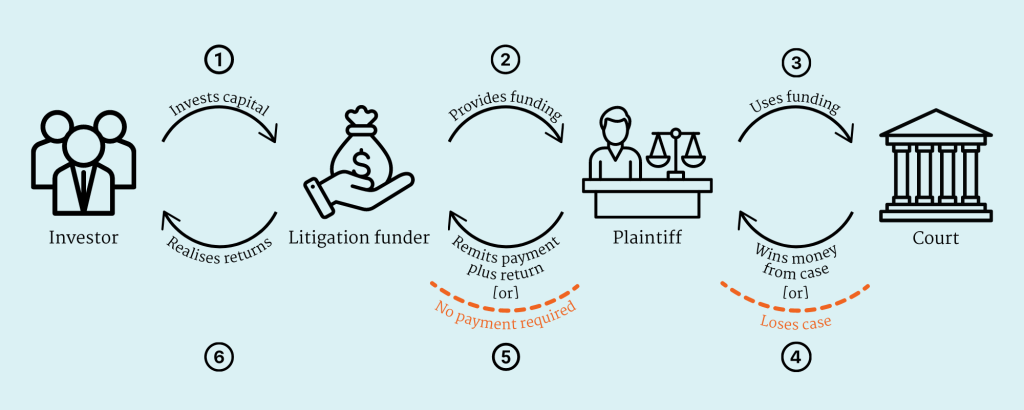 1
2
3
Invests capital
Provides funding
Uses funding
$
Investor
Litigation funder
Plaintiff
Court
Realises returns
Remits payment
plus return
[or]
No payment required
Wins money
from case
[or]
Loses case
6
5
4